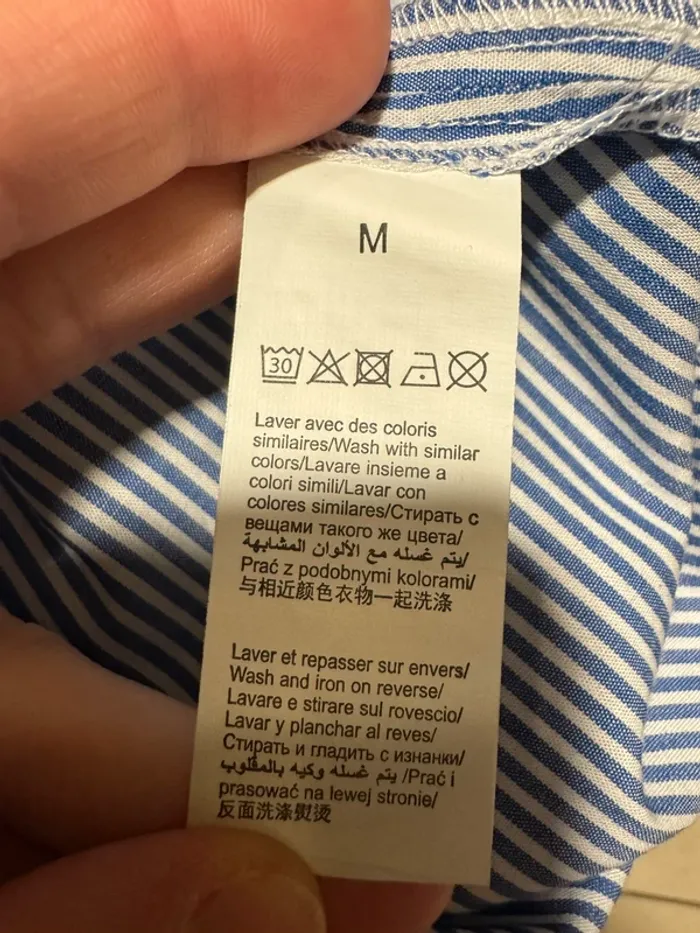 M
30
Laver avec des coloris
similaires/Wash with similar
colors/Lavare insieme a
colori simili/Lavar con
colores similares/Стирать с
вещами такого же цвета/
يتم غسله مع الألوان المشابهة/
Prać z podobnymi kolorami/
与相近颜色衣物一起洗涤
Laver et repasser sur envers/
Wash and iron on reverse/
Lavare e stirare sul rovescio/
Lavar y planchar al reves/
Стирать и гладить с изнанки/
يتم غسله وكيه بالمقلوب /Prać i
prasować na lewej stronie/
反面洗涤熨烫